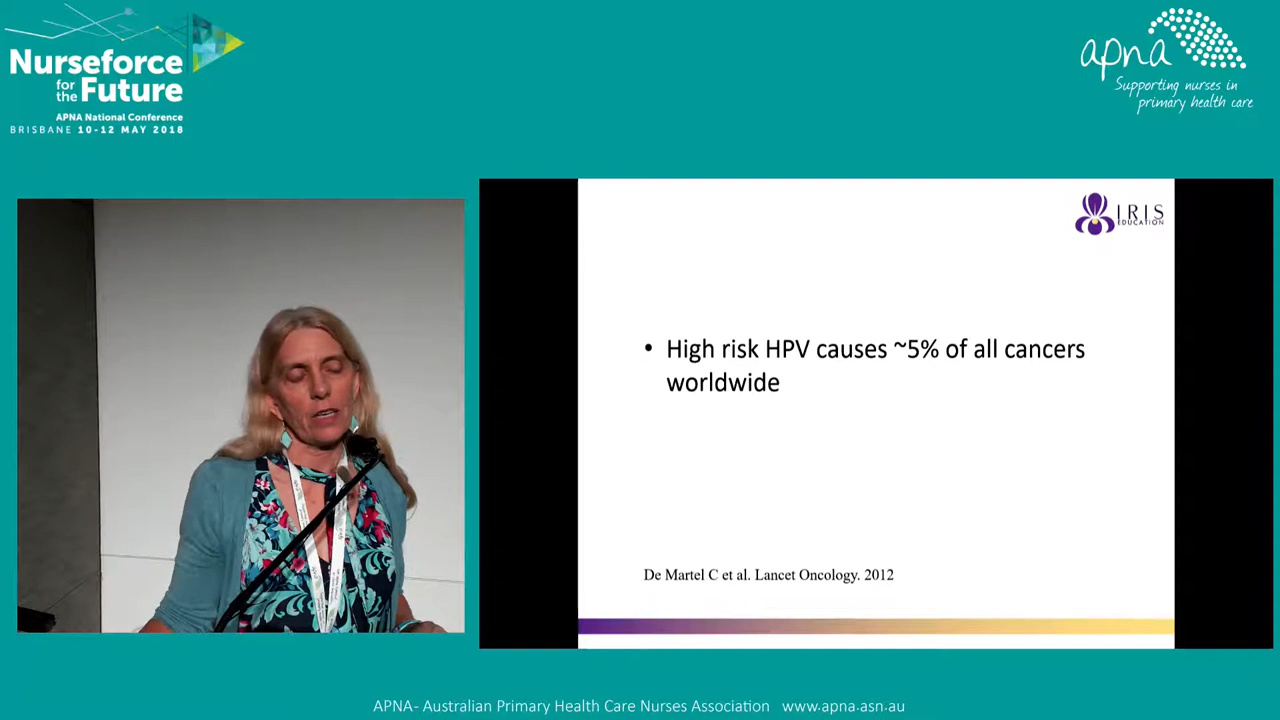 Nurseforce
for the Future
APNA National Conference
BRISBANE 10-12 MAY 2018
apna
Supporting nurses in
primary health care
IRIS
EDUCATION
• High risk HPV causes ~5% of all cancers
worldwide
De Martel C et al. Lancet Oncology. 2012
APNA- Australian Primary Health Care Nurses Association www.apna.asn.au